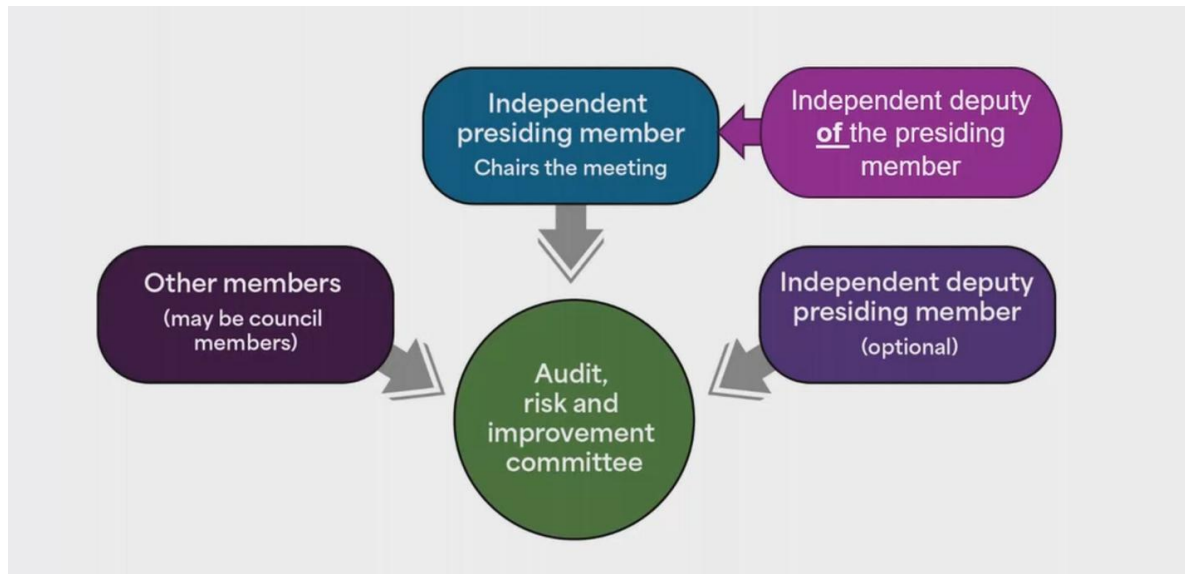 Independent
presiding member
Chairs the meeting
Independent deputy
of the presiding
member
Other members
(may be council
members)
Independent deputy
presiding member
(optional)
Audit,
risk and
improvement
committee